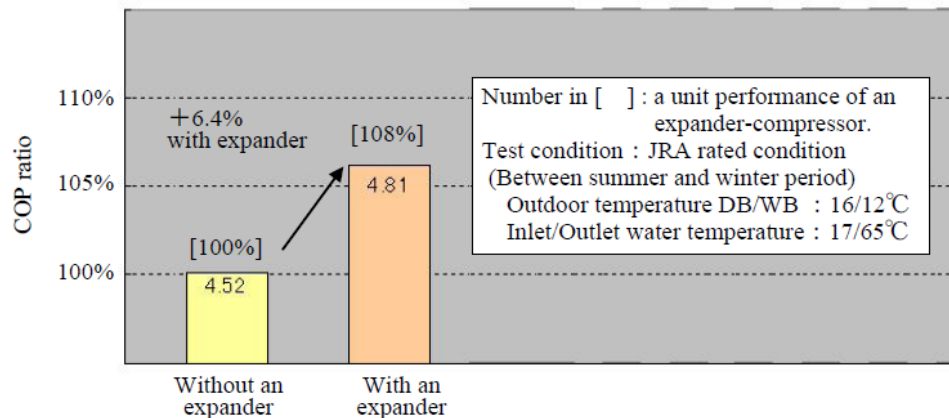 COP ratio
110%
105%
100%
+6.4%
with expander
[100%]
4.52
[108%]
4.81
Number in [   ] : a unit performance of an
expander-compressor.
Test condition : JRA rated condition
(Between summer and winter period)
Outdoor temperature DB/WB : 16/12℃
Inlet/Outlet water temperature : 17/65℃
Without an
expander
With an
expander